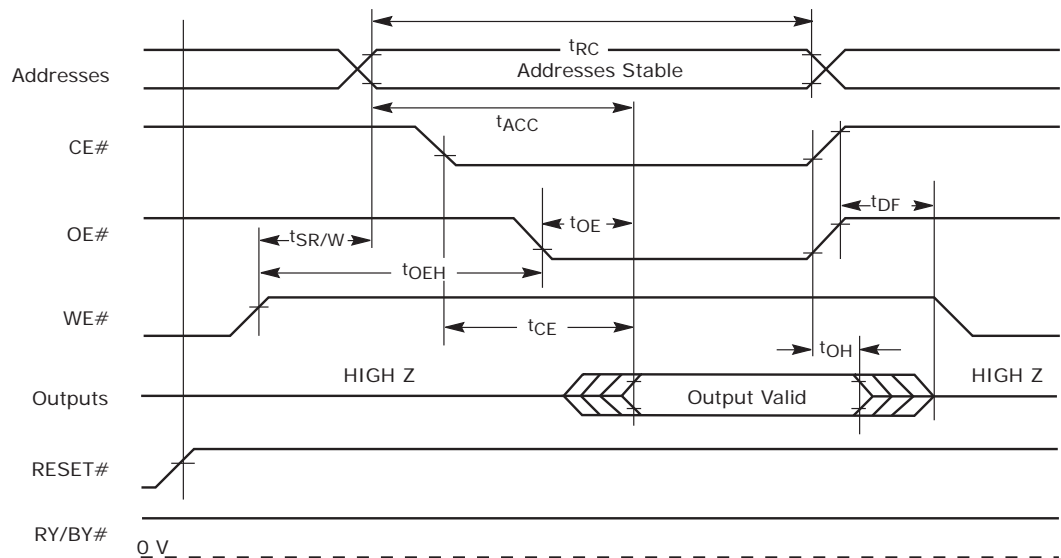 tRC
Addresses
Addresses Stable
tACC
CE#
tDF
OE#
tOE
tSR/W
tOEH
WE#
tCE
tOH
HIGH Z
HIGH Z
Outputs
Output Valid
RESET#
RY/BY#
0 V